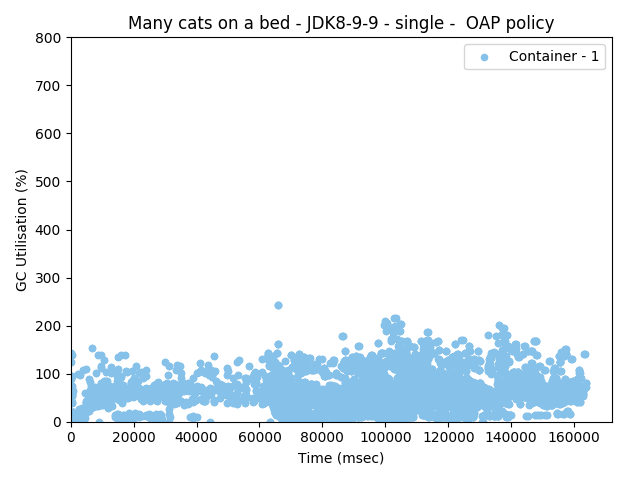 Many cats on a bed - JDK8-9-9 - single -  OAP policy
Container - 1
GC Utilisation (%)
800
700
600
500
400
300
200
100
0
0 20000 40000 60000 80000 100000 120000 140000 160000
Time (msec)